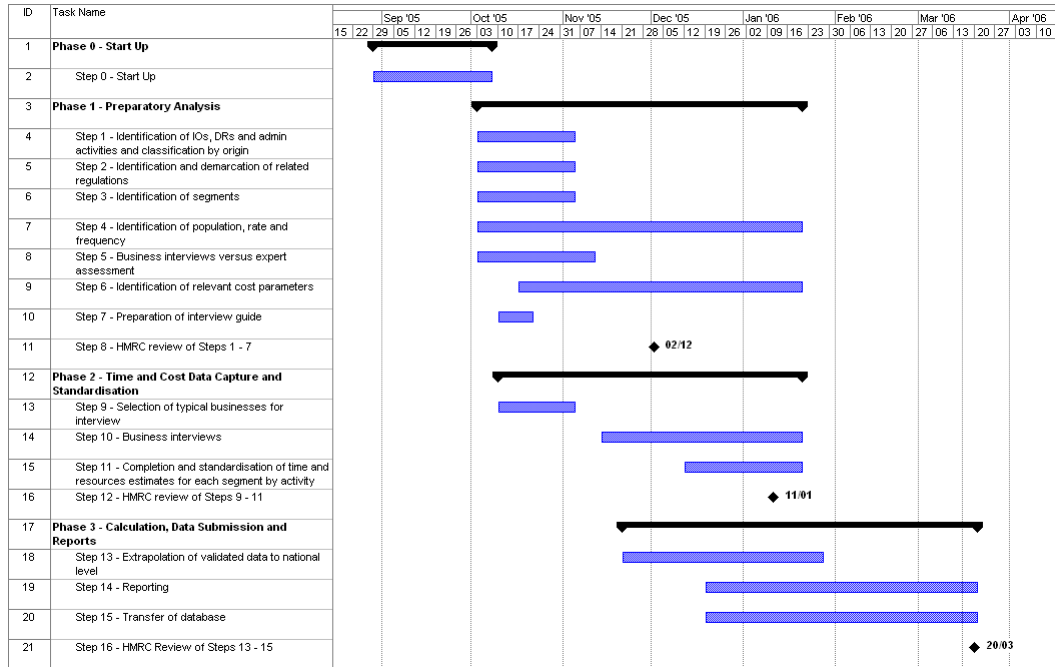 ID Task Name Sep '05 Oct '05 Nov '05 Dec '05 Jan '06 Feb '06 Mar '06 Apr '06
15 22 29 05 12 19 26 03 10 17 24 31 07 14 21 28 05 12 19 26 02 09 16 23 30 06 13 20 27 06 13 20 27 03 10
1 Phase 0 - Start Up
2 Step 0 - Start Up
3 Phase 1 - Preparatory Analysis
4 Step 1 - Identification of IOs, DRs and admin
activities and classification by origin
5 Step 2 - Identification and demarcation of related
regulations
6 Step 3 - Identification of segments
7 Step 4 - Identification of population, rate and
frequency
8 Step 5 - Business interviews versus expert
assessment
9 Step 6 - Identification of relevant cost parameters
10 Step 7 - Preparation of interview guide
11 Step 8 - HMRC review of Steps 1 - 7 02/12
12 Phase 2 - Time and Cost Data Capture and
Standardisation
13 Step 9 - Selection of typical businesses for
interview
14 Step 10 - Business interviews
15 Step 11 - Completion and standardisation of time and
resources estimates for each segment by activity
16 Step 12 - HMRC review of Steps 9 - 11 11/01
17 Phase 3 - Calculation, Data Submission and
Reports
18 Step 13 - Extrapolation of validated data to national
level
19 Step 14 - Reporting
20 Step 15 - Transfer of database
21 Step 16 - HMRC Review of Steps 13 - 15 20/03